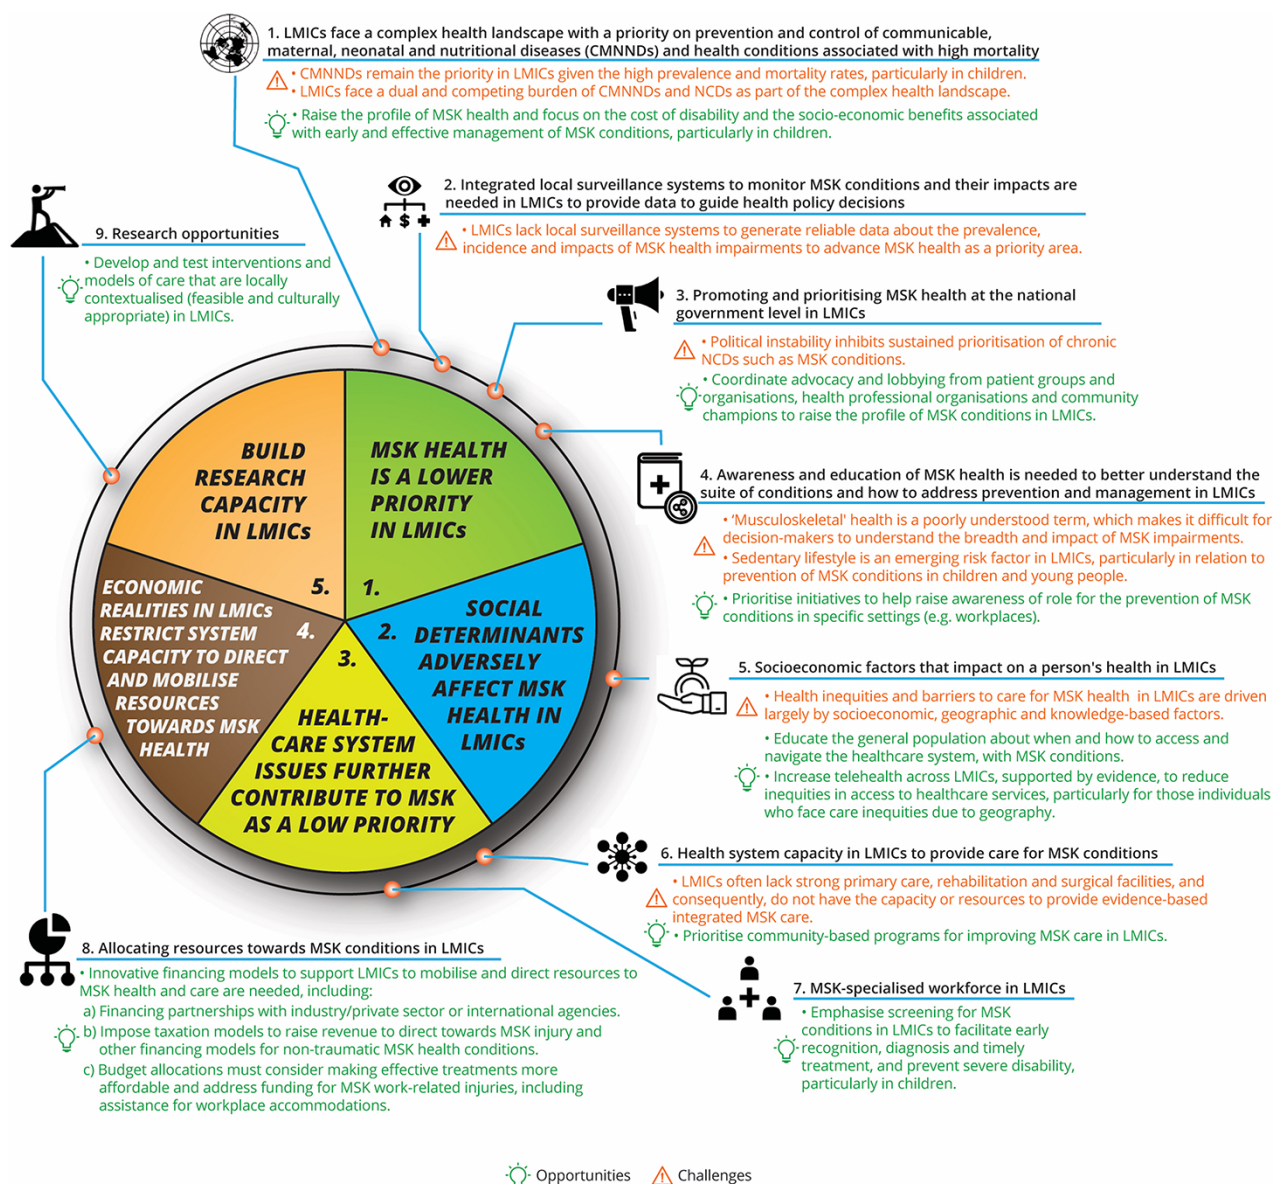 1. LMICs face a complex health landscape with a priority on prevention and control of communicable,
maternal, neonatal and nutritional diseases (CMNNDs) and health conditions associated with high mortality
• CMNNDs remain the priority in LMICs given the high prevalence and mortality rates, particularly in children.
• LMICs face a dual and competing burden of CMNNDs and NCDs as part of the complex health landscape.
• Raise the profile of MSK health and focus on the cost of disability and the socio-economic benefits associated
with early and effective management of MSK conditions, particularly in children.
2. Integrated local surveillance systems to monitor MSK conditions and their impacts are
needed in LMICs to provide data to guide health policy decisions
• LMICs lack local surveillance systems to generate reliable data about the prevalence,
incidence and impacts of MSK health impairments to advance MSK health as a priority area.
3. Promoting and prioritising MSK health at the national
government level in LMICs
• Political instability inhibits sustained prioritisation of chronic
NCDs such as MSK conditions.
• Coordinate advocacy and lobbying from patient groups and
organisations, health professional organisations and community
champions to raise the profile of MSK conditions in LMICs.
4. Awareness and education of MSK health is needed to better understand the
suite of conditions and how to address prevention and management in LMICs
• ‘Musculoskeletal' health is a poorly understood term, which makes it difficult for
decision-makers to understand the breadth and impact of MSK impairments.
• Sedentary lifestyle is an emerging risk factor in LMICs, particularly in relation to
prevention of MSK conditions in children and young people.
• Prioritise initiatives to help raise awareness of role for the prevention of MSK
conditions in specific settings (e.g. workplaces).
5. Socioeconomic factors that impact on a person's health in LMICs
• Health inequities and barriers to care for MSK health in LMICs are driven
largely by socioeconomic, geographic and knowledge-based factors.
• Educate the general population about when and how to access and
navigate the healthcare system, with MSK conditions.
• Increase telehealth across LMICs, supported by evidence, to reduce
inequities in access to healthcare services, particularly for those individuals
who face care inequities due to geography.
6. Health system capacity in LMICs to provide care for MSK conditions
• LMICs often lack strong primary care, rehabilitation and surgical facilities, and
consequently, do not have the capacity or resources to provide evidence-based
integrated MSK care.
• Prioritise community-based programs for improving MSK care in LMICs.
7. MSK-specialised workforce in LMICs
• Emphasise screening for MSK
conditions in LMICs to facilitate early
recognition, diagnosis and timely
treatment, and prevent severe disability,
particularly in children.
8. Allocating resources towards MSK conditions in LMICs
• Innovative financing models to support LMICs to mobilise and direct resources to
MSK health and care are needed, including:
a) Financing partnerships with industry/private sector or international agencies.
b) Impose taxation models to raise revenue to direct towards MSK injury and
other financing models for non-traumatic MSK health conditions.
c) Budget allocations must consider making effective treatments more
affordable and address funding for MSK work-related injuries, including
assistance for workplace accommodations.
9. Research opportunities
• Develop and test interventions and
models of care that are locally
contextualised (feasible and culturally
appropriate) in LMICs.
MSK HEALTH
IS A LOWER
PRIORITY
IN LMICs
1.
SOCIAL
2. DETERMINANTS
ADVERSELY
AFFECT MSK
HEALTH IN
LMICs
3.
HEALTH-
CARE SYSTEM
ISSUES FURTHER
CONTRIBUTE TO MSK
AS A LOW PRIORITY
ECONOMIC
REALITIES IN LMICs
RESTRICT SYSTEM 4.
CAPACITY TO DIRECT
AND MOBILISE
RESOURCES
TOWARDS MSK
HEALTH
BUILD
RESEARCH
CAPACITY
IN LMICs
5.
Opportunities
Challenges